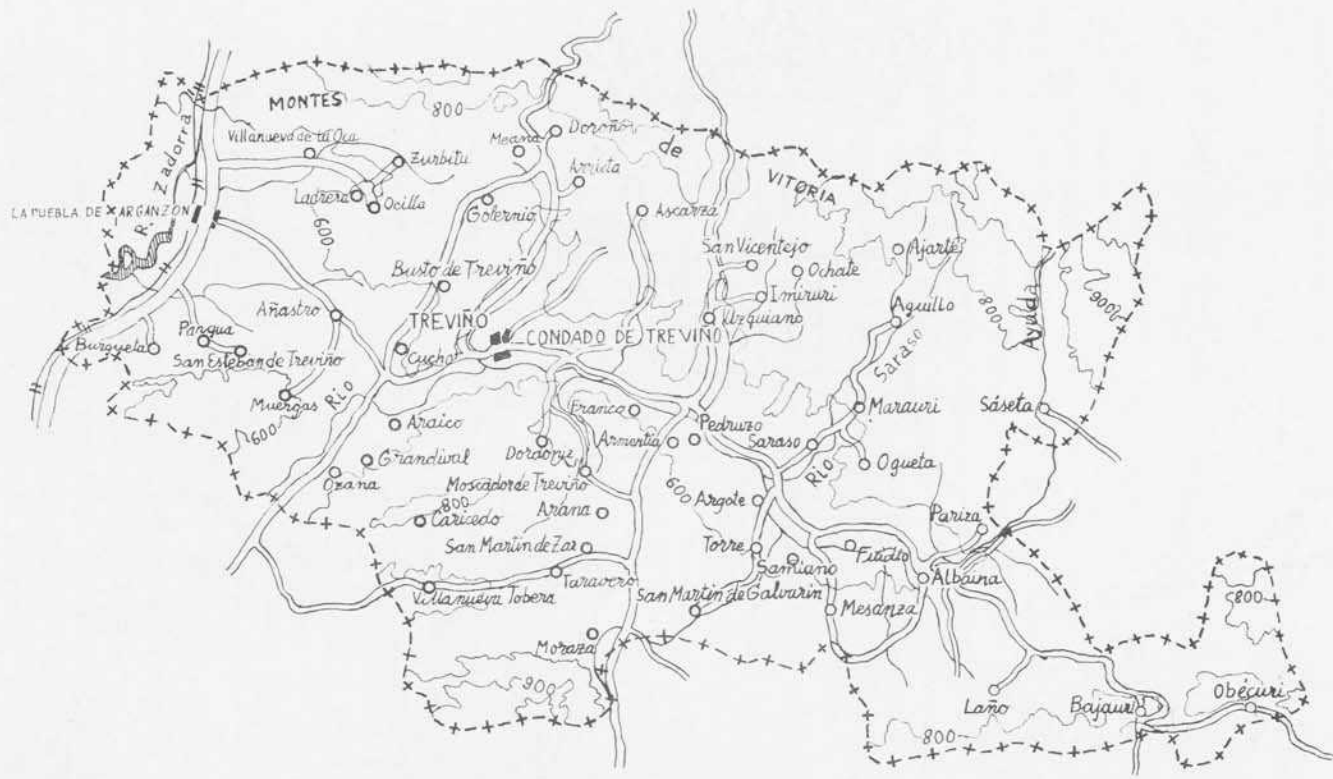 MONTES
800
Villanueva de la Oca
Zurbitu
Meana
Doroño
de
R. Zadorra
Ladrera
Ocilla
Golernio
Arrieta
VITORIA
LA PUEBLA DE ARGANZON
600
Ascarza
San Vicentejo
Ajarte
Ochate
Busto de Treviño
Imiruri
Aguillo
800
Ayuda
900
Añastro
TREVIÑO
CONDADO DE TREVIÑO
Uzquiano
Burgueta
Pangua
San Esteban de Treviño
Cucho
Saraso
Muergas
Rio
600
Araico
Franco
Armentia
Pedruzo
Marauri
Sáseta
Saraso
Rio
Ogueta
Grandival
Ozana
Dordoniz
Moscador de Treviño
600
Argote
800
Caricedo
Arana
Pariza
San Martin de Zar
Torre
Samiano
Fituelo
Albaina
Taravero
Villanueva Tobera
San Martin de Galvarin
Mesanza
Moraza
900
800
Laño
Bajauri
Obécuri
800